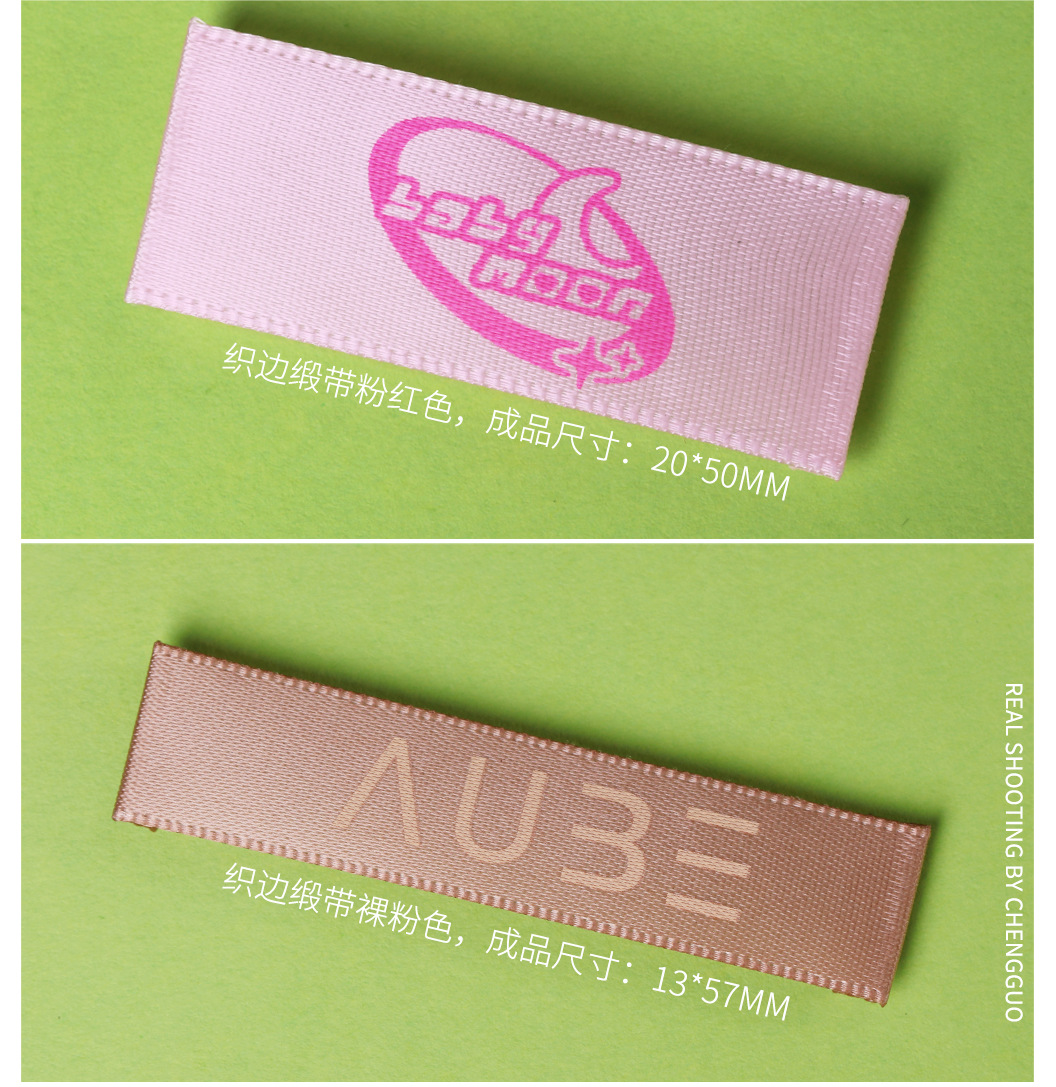 baby
moon
织边缎带粉红色，成品尺寸：20*50MM
AUBE
织边缎带裸粉色，成品尺寸：13*57MM
REAL SHOOTING BY CHENGGUO